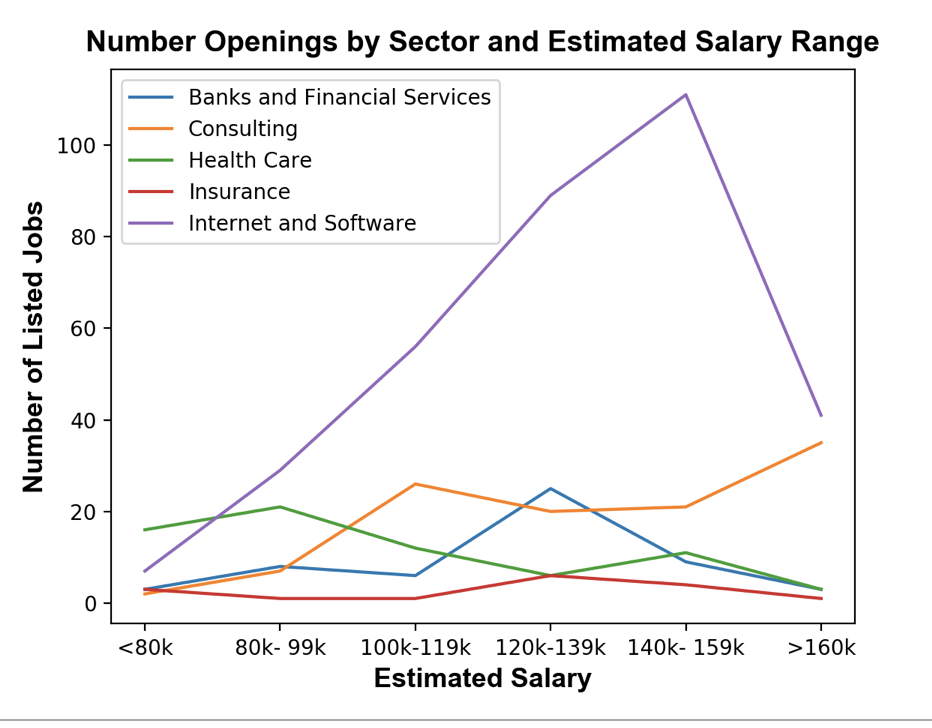 Number Openings by Sector and Estimated Salary Range
Banks and Financial Services
Consulting
Health Care
Insurance
Internet and Software
Number of Listed Jobs
100
80
60
40
20
0
<80k 80k- 99k 100k-119k 120k-139k 140k- 159k >160k
Estimated Salary